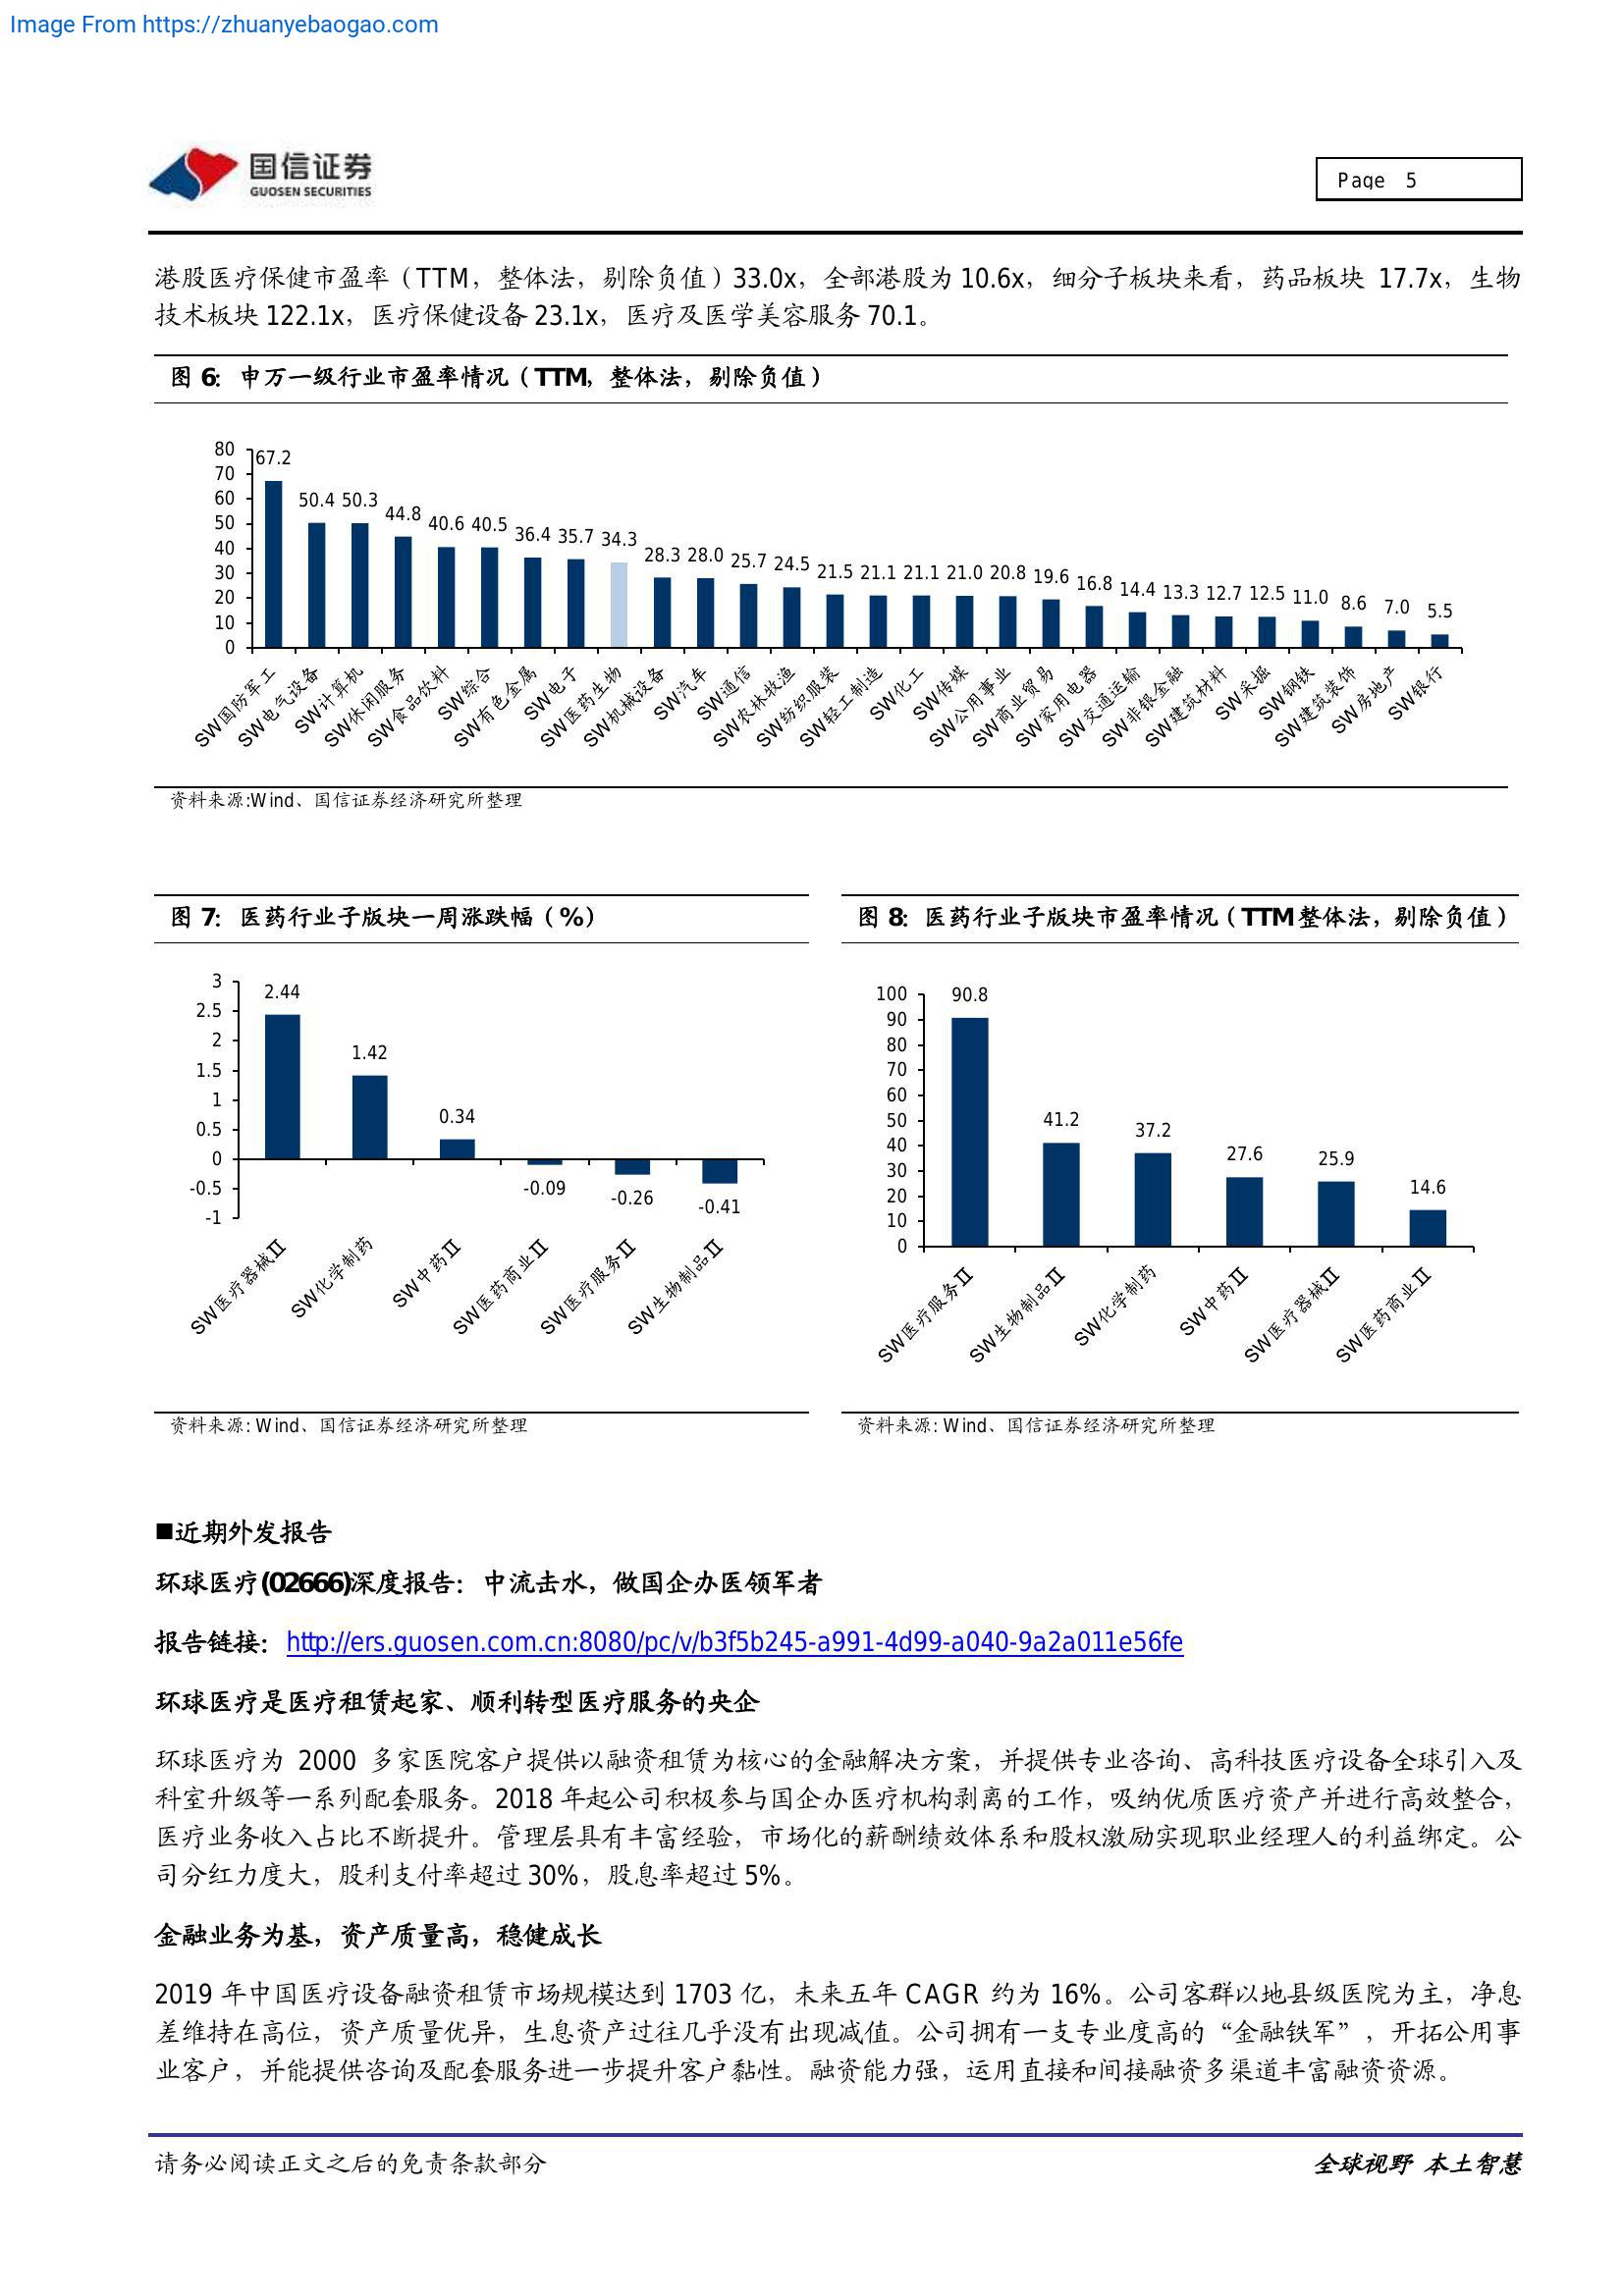 Image From https://zhuanyebaogao.com
国信证券
GUOSEN SECURITIES
Page 5
港股医疗保健市盈率（TTM，整体法，剔除负值）33.0x，全部港股为 10.6x，细分子板块来看，药品板块 17.7x，生物
技术板块 122.1x，医疗保健设备 23.1x，医疗及医学美容服务 70.1。
图 6: 申万一级行业市盈率情况（TTM，整体法，剔除负值）
80
70
60
50
40
30
20
10
0
67.2 50.4 50.3 44.8 40.6 40.5 36.4 35.7 34.3 28.3 28.0 25.7 24.5 21.5 21.1 21.1 21.0 20.8 19.6 16.8 14.4 13.3 12.7 12.5 11.0 8.6 7.0 5.5
SW国防军工
SW电气设备
SW计算机
SW休闲服务
SW食品饮料
SW综合
SW有色金属
SW电子
SW医药生物
SW机械设备
SW汽车
SW通信
SW农林牧渔
SW纺织服装
SW轻工制造
SW化工
SW传媒
SW公用事业
SW商业贸易
SW家用电器
SW交通运输
SW非银金融
SW建筑材料
SW采掘
SW钢铁
SW建筑装饰
SW房地产
SW银行
资料来源:Wind、国信证券经济研究所整理
图 7: 医药行业子版块一周涨跌幅（%）
3
2.5
2
1.5
1
0.5
0
-0.5
-1
2.44
1.42
0.34
-0.09
-0.26
-0.41
SW医疗器械Ⅱ
SW化学制药
SW中药Ⅱ
SW医药商业Ⅱ
SW医疗服务Ⅱ
SW生物制品Ⅱ
资料来源: Wind、国信证券经济研究所整理
图 8: 医药行业子版块市盈率情况（TTM 整体法，剔除负值）
100
90
80
70
60
50
40
30
20
10
0
90.8
41.2
37.2
27.6
25.9
14.6
SW医疗服务Ⅱ
SW生物制品Ⅱ
SW化学制药
SW中药Ⅱ
SW医疗器械Ⅱ
SW医药商业Ⅱ
资料来源: Wind、国信证券经济研究所整理
■近期外发报告
环球医疗(02666)深度报告：中流击水，做国企办医领军者
报告链接：http://ers.guosen.com.cn:8080/pc/v/b3f5b245-a991-4d99-a040-9a2a011e56fe
环球医疗是医疗租赁起家、顺利转型医疗服务的央企
环球医疗为 2000 多家医院客户提供以融资租赁为核心的金融解决方案，并提供专业咨询、高科技医疗设备全球引入及
科室升级等一系列配套服务。2018 年起公司积极参与国企办医疗机构剥离的工作，吸纳优质医疗资产并进行高效整合，
医疗业务收入占比不断提升。管理层具有丰富经验，市场化的薪酬绩效体系和股权激励实现职业经理人的利益绑定。公
司分红力度大，股利支付率超过 30%，股息率超过 5%。
金融业务为基，资产质量高，稳健成长
2019 年中国医疗设备融资租赁市场规模达到 1703 亿，未来五年 CAGR 约为 16%。公司客群以地县级医院为主，净息
差维持在高位，资产质量优异，生息资产过往几乎没有出现减值。公司拥有一支专业度高的“金融铁军”，开拓公用事
业客户，并能提供咨询及配套服务进一步提升客户黏性。融资能力强，运用直接和间接融资多渠道丰富融资资源。
请务必阅读正文之后的免责条款部分
全球视野 本土智慧